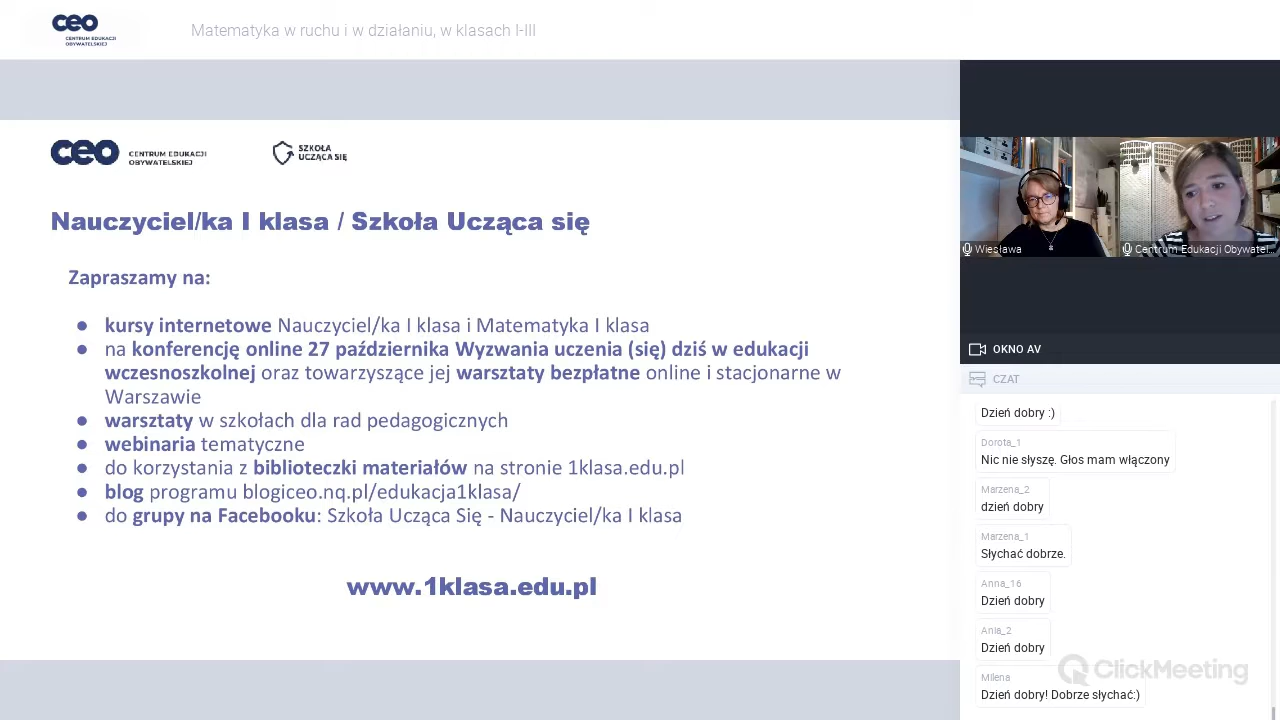 ceo
CENTRUM EDUKACJI
OBYWATELSKIEJ
Matematyka w ruchu i w działaniu, w klasach I-III
ceo CENTRUM EDUKACJI
OBYWATELSKIEJ
SZKOŁA
UCZĄCA SIĘ
Nauczyciel/ka I klasa / Szkoła Ucząca się
Zapraszamy na:
● kursy internetowe Nauczyciel/ka I klasa i Matematyka I klasa
● na konferencję online 27 października Wyzwania uczenia (się) dziś w edukacji
wczesnoszkolnej oraz towarzyszące jej warsztaty bezpłatne online i stacjonarne w
Warszawie
● warsztaty w szkołach dla rad pedagogicznych
● webinaria tematyczne
● do korzystania z biblioteczki materiałów na stronie 1klasa.edu.pl
● blog programu blogiceo.nq.pl/edukacja1klasa/
● do grupy na Facebooku: Szkoła Ucząca Się - Nauczyciel/ka I klasa
www.1klasa.edu.pl
Wiesława
Centrum Edukacji Obywatel...
OKNO AV
CZAT
Dzień dobry :)
Dorota_1
Nic nie słyszę. Głos mam włączony
Marzena_2
dzień dobry
Marzena_1
Słychać dobrze.
Anna_16
Dzień dobry
Ania_2
Dzień dobry
Milena
Dzień dobry! Dobrze słychać:)
ClickMeeting